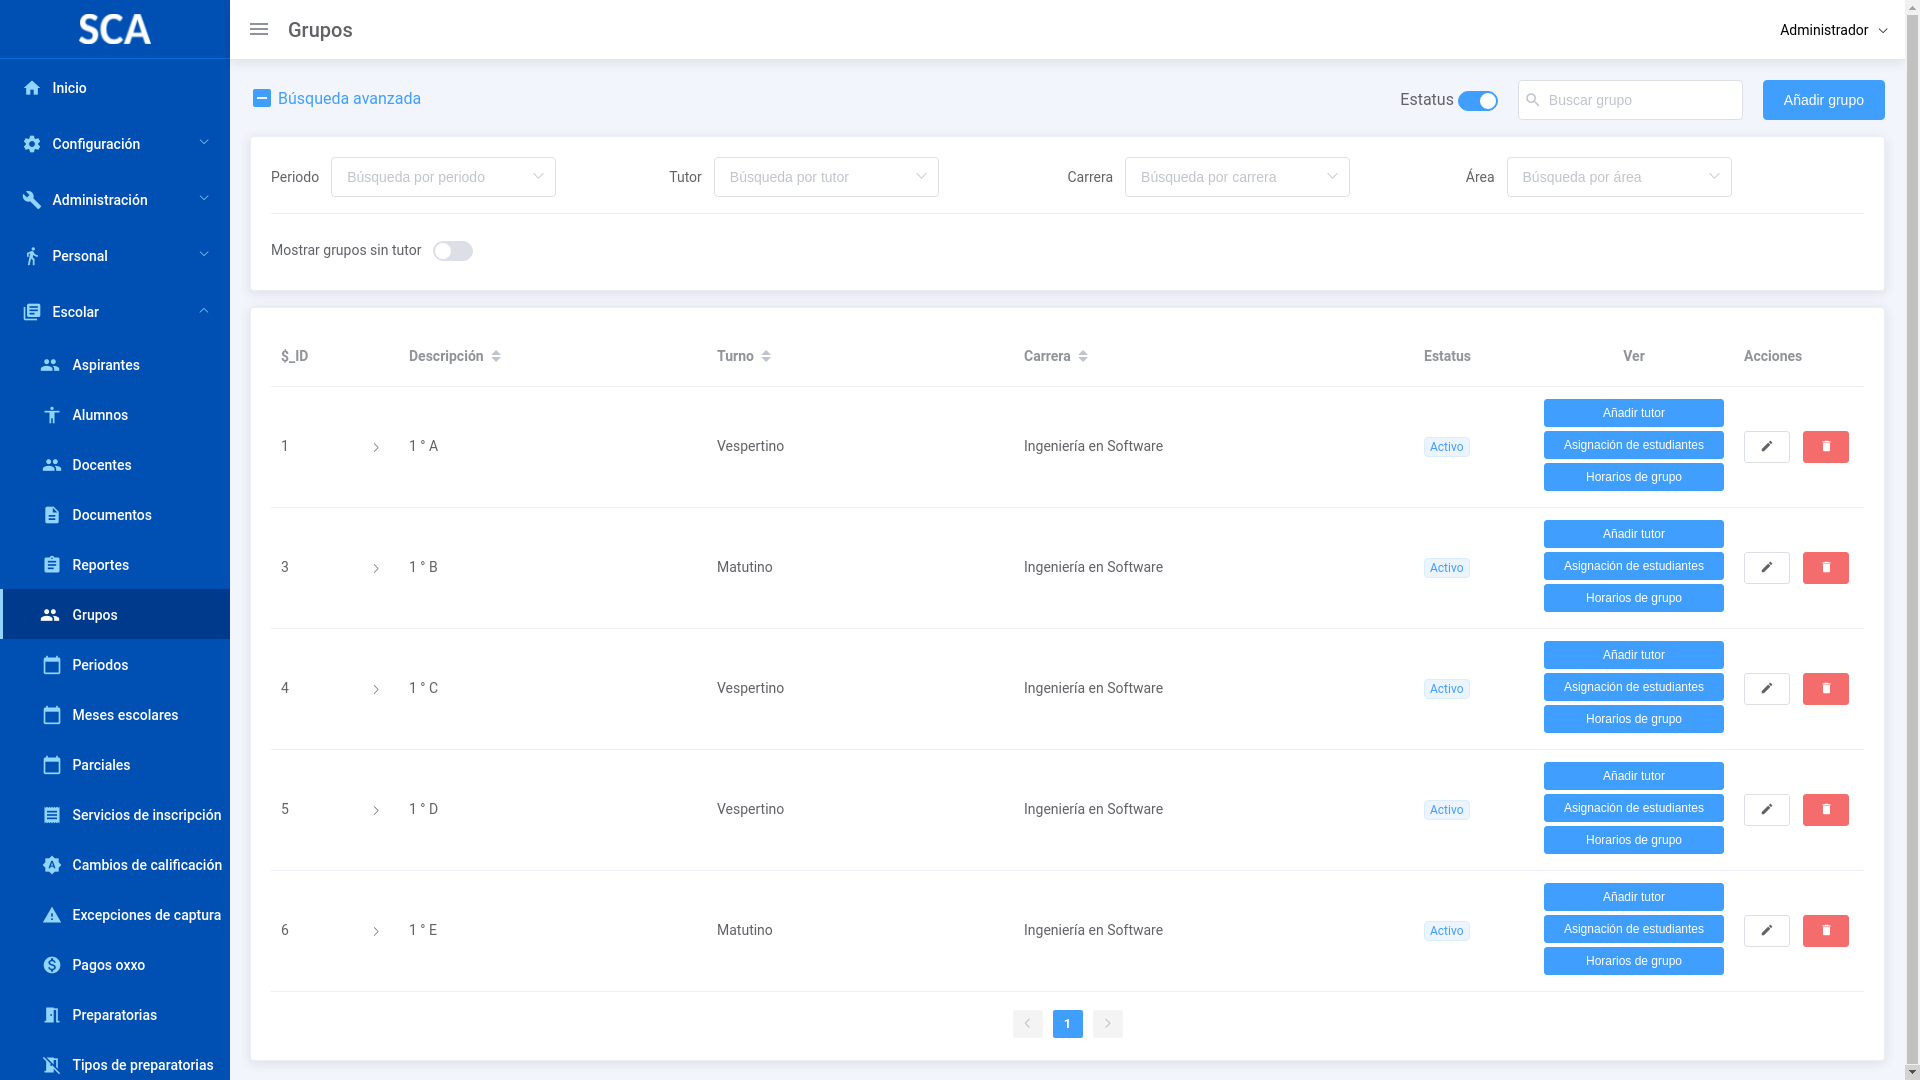 SCA
Grupos
Administrador
Inicio
Configuración
Administración
Personal
Escolar
Aspirantes
Alumnos
Docentes
Documentos
Reportes
Grupos
Periodos
Meses escolares
Parciales
Servicios de inscripción
Cambios de calificación
Excepciones de captura
Pagos oxxo
Preparatorias
Tipos de preparatorias
Búsqueda avanzada
Estatus
Buscar grupo
Añadir grupo
Periodo Búsqueda por periodo
Tutor Búsqueda por tutor
Carrera Búsqueda por carrera
Área Búsqueda por área
Mostrar grupos sin tutor
$_ID Descripción Turno Carrera Estatus Ver Acciones
1 1 ° A Vespertino Ingeniería en Software Activo
Añadir tutor
Asignación de estudiantes
Horarios de grupo
3 1 ° B Matutino Ingeniería en Software Activo
Añadir tutor
Asignación de estudiantes
Horarios de grupo
4 1 ° C Vespertino Ingeniería en Software Activo
Añadir tutor
Asignación de estudiantes
Horarios de grupo
5 1 ° D Vespertino Ingeniería en Software Activo
Añadir tutor
Asignación de estudiantes
Horarios de grupo
6 1 ° E Matutino Ingeniería en Software Activo
Añadir tutor
Asignación de estudiantes
Horarios de grupo
1